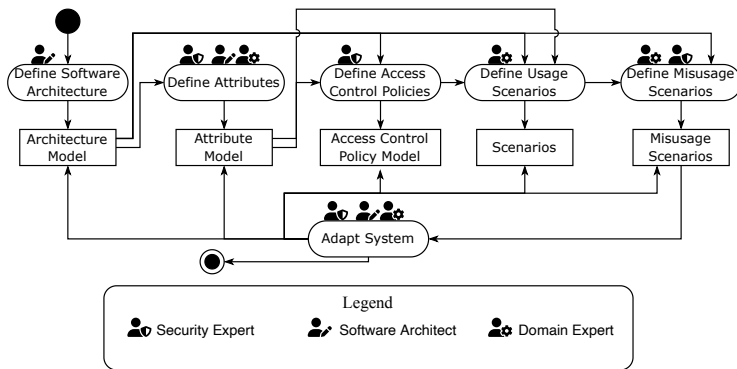 Define Software
Architecture
Define Attributes
Define Access
Control Policies
Define Usage
Scenarios
Define Misusage
Scenarios
Architecture
Model
Attribute
Model
Access Control
Policy Model
Scenarios
Misusage
Scenarios
Adapt System
Legend
Security Expert
Software Architect
Domain Expert